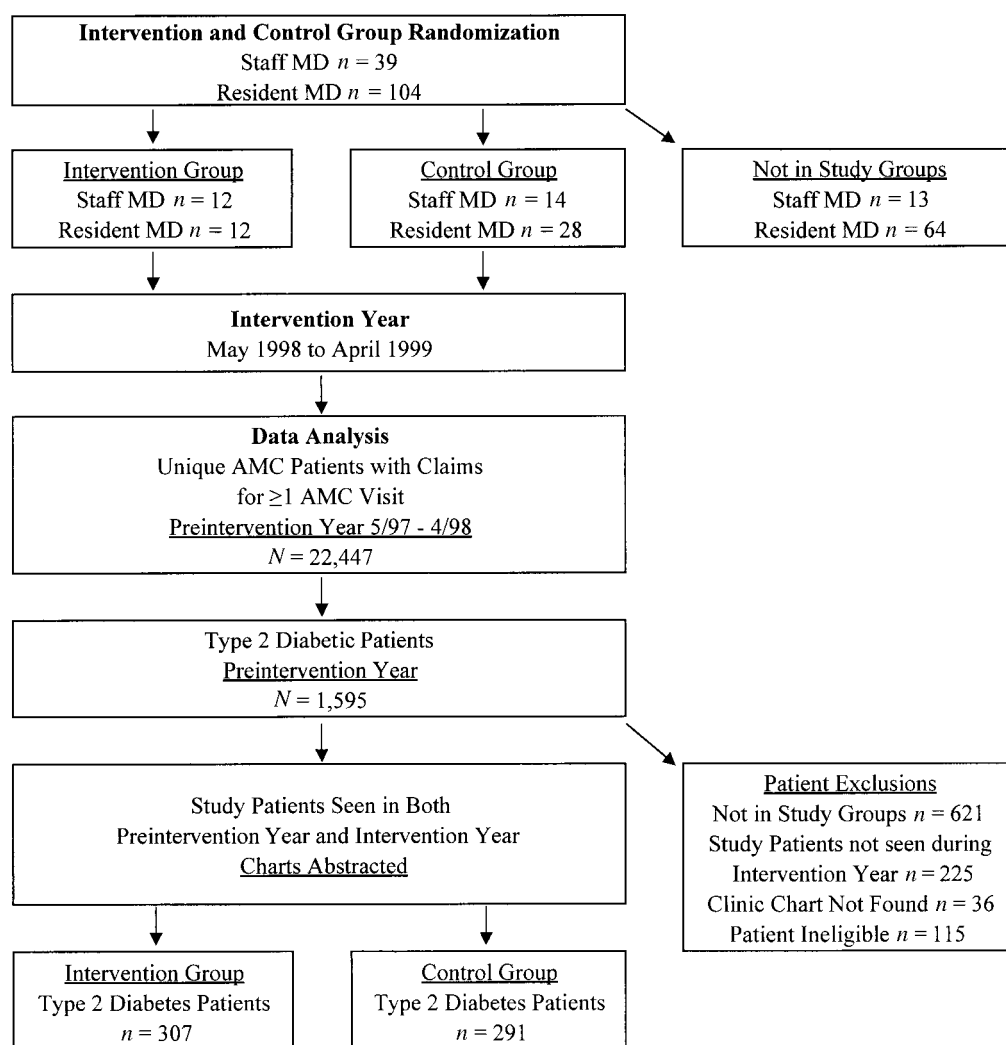 Intervention and Control Group Randomization
Staff MD n = 39
Resident MD n = 104
Intervention Group
Staff MD n = 12
Resident MD n = 12
Control Group
Staff MD n = 14
Resident MD n = 28
Not in Study Groups
Staff MD n = 13
Resident MD n = 64
Intervention Year
May 1998 to April 1999
Data Analysis
Unique AMC Patients with Claims
for ≥1 AMC Visit
Preintervention Year 5/97 - 4/98
N = 22,447
Type 2 Diabetic Patients
Preintervention Year
N = 1,595
Study Patients Seen in Both
Preintervention Year and Intervention Year
Charts Abstracted
Patient Exclusions
Not in Study Groups n = 621
Study Patients not seen during
Intervention Year n = 225
Clinic Chart Not Found n = 36
Patient Ineligible n = 115
Intervention Group
Type 2 Diabetes Patients
n = 307
Control Group
Type 2 Diabetes Patients
n = 291